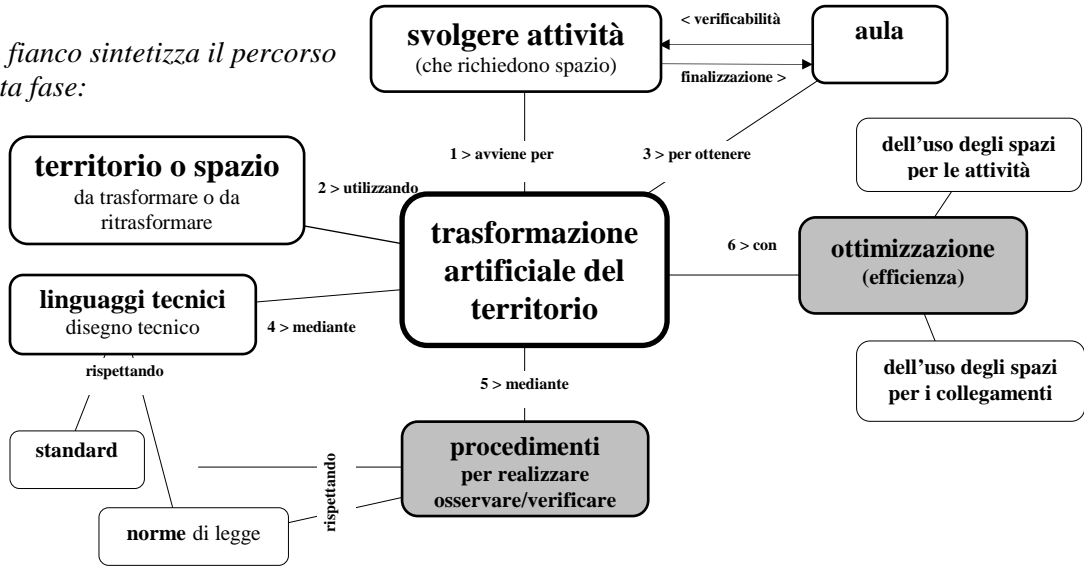 fianco sintetizza il percorso
ta fase:
svolgere attività
(che richiedono spazio)
< verificabilità
finalizzazione >
aula
1 > avviene per
3 > per ottenere
territorio o spazio
da trasformare o da
ritrasformare
2 > utilizzando
trasformazione
artificiale del
territorio
dell'uso degli spazi
per le attività
6 > con
ottimizzazione
(efficienza)
linguaggi tecnici
disegno tecnico
4 > mediante
dell'uso degli spazi
per i collegamenti
rispettando
5 > mediante
standard
procedimenti
per realizzare
osservare/verificare
rispettando
norme di legge